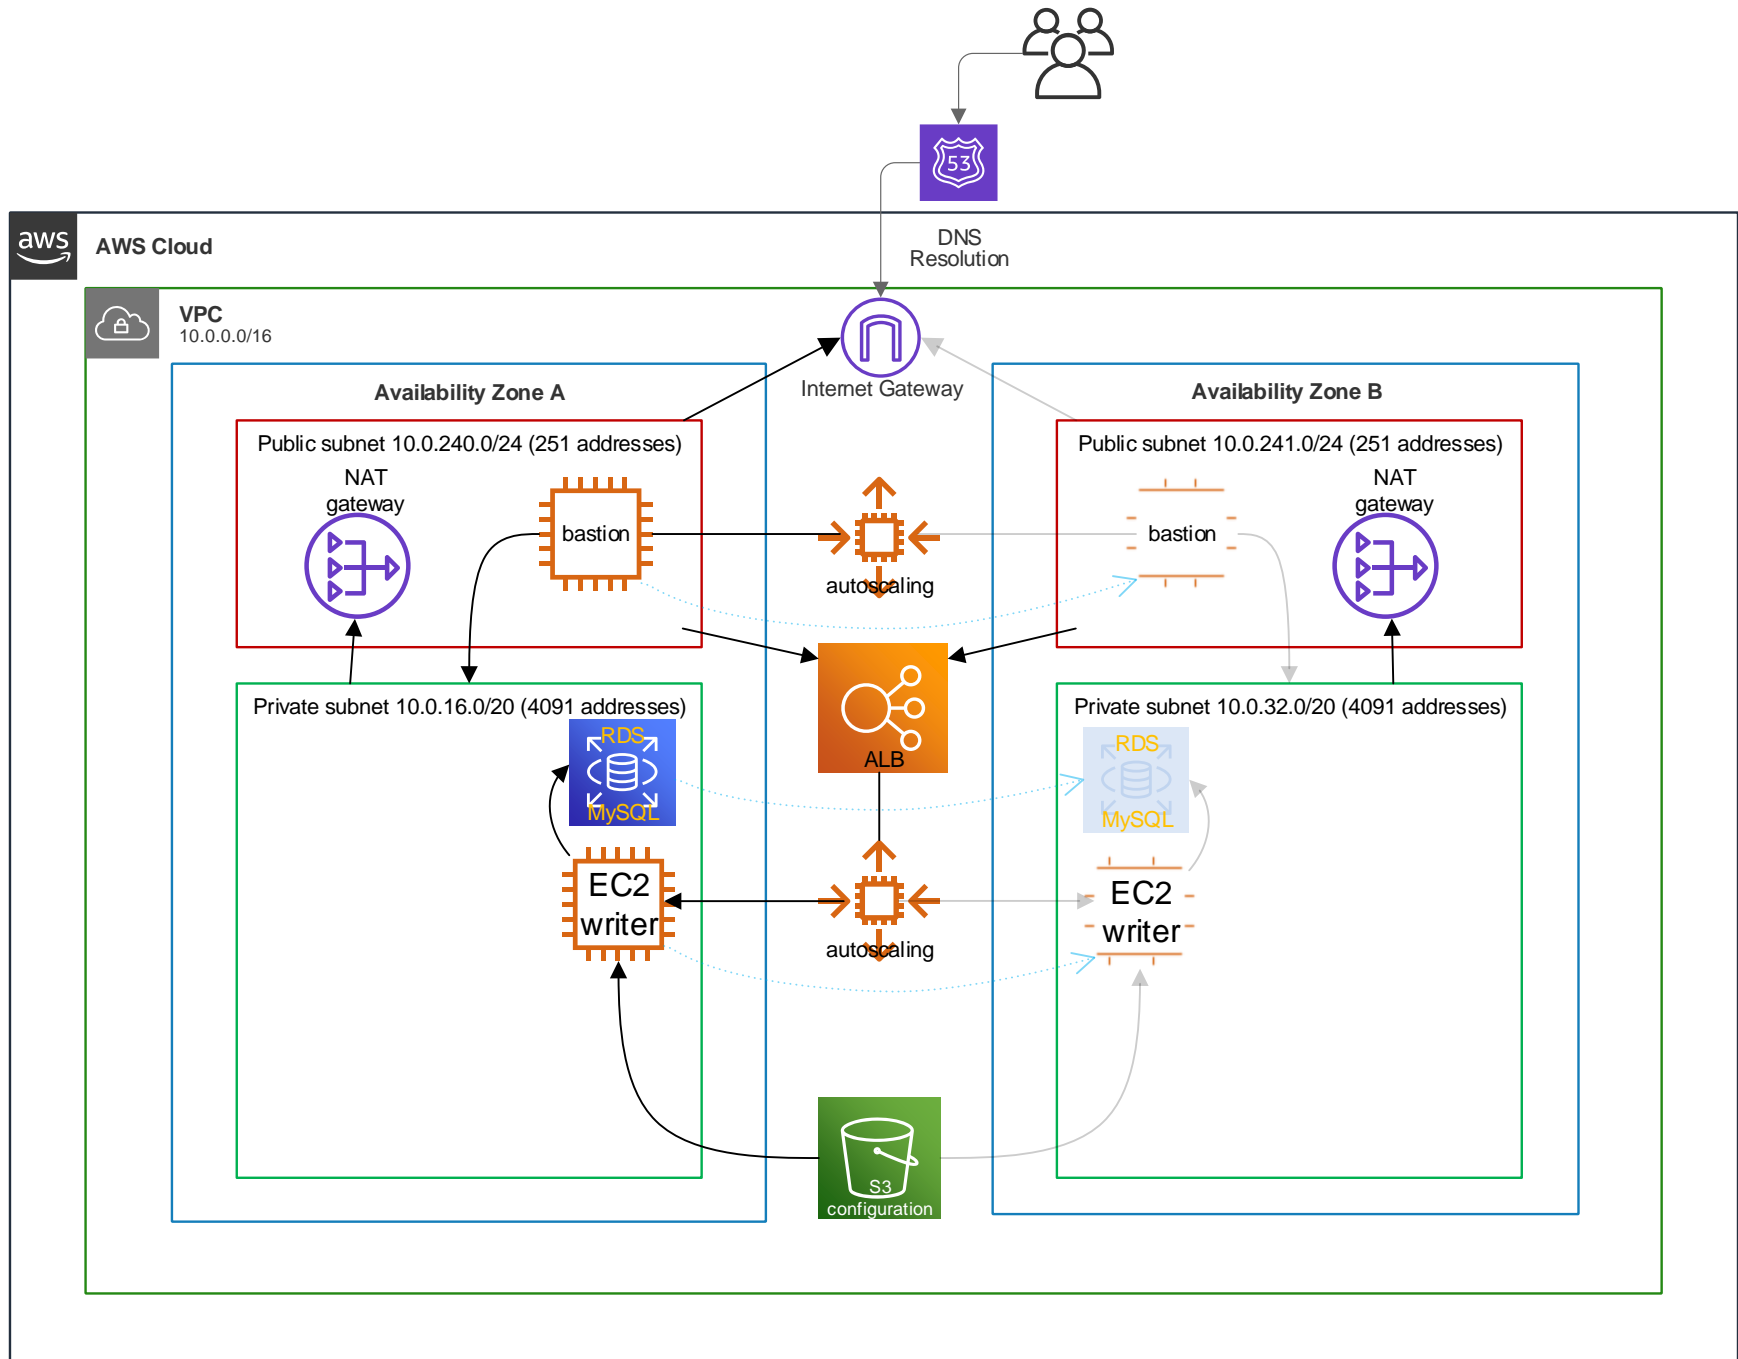 53
aws
AWS Cloud
DNS
Resolution
VPC
10.0.0.0/16
Internet Gateway
Availability Zone A
Availability Zone B
Public subnet 10.0.240.0/24 (251 addresses)
NAT
gateway
bastion
autoscaling
Public subnet 10.0.241.0/24 (251 addresses)
bastion
NAT
gateway
Private subnet 10.0.16.0/20 (4091 addresses)
RDS
MySQL
ALB
Private subnet 10.0.32.0/20 (4091 addresses)
RDS
MySQL
EC2
writer
autoscaling
EC2
writer
S3
configuration